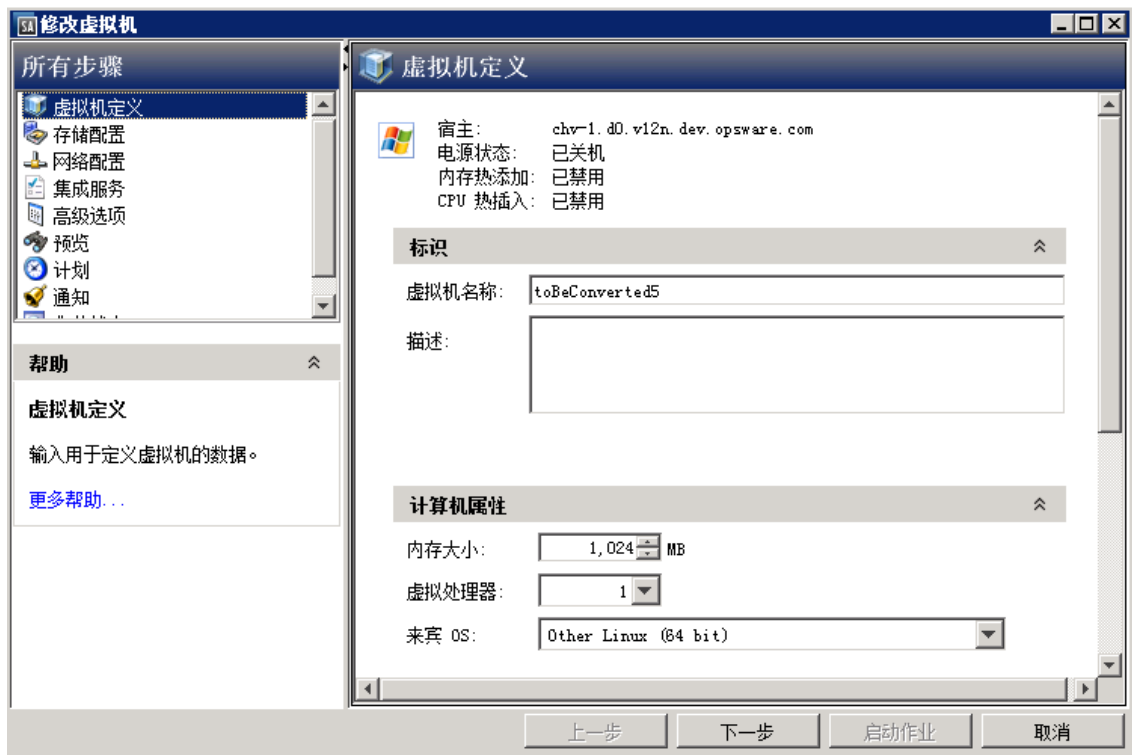 SA 修改虚拟机
所有步骤
虚拟机定义
存储配置
网络配置
集成服务
高级选项
预览
计划
通知
帮助
虚拟机定义
输入用于定义虚拟机的数据。
更多帮助...
虚拟机定义
宿主: chv-1.d0.v12n.dev.opsware.com
电源状态: 已关机
内存热添加: 已禁用
CPU 热插入: 已禁用
标识
虚拟机名称: toBeConverted5
描述:
计算机属性
内存大小: 1,024 MB
虚拟处理器: 1
来宾 OS: Other Linux (64 bit)
上一步 下一步 启动作业 取消